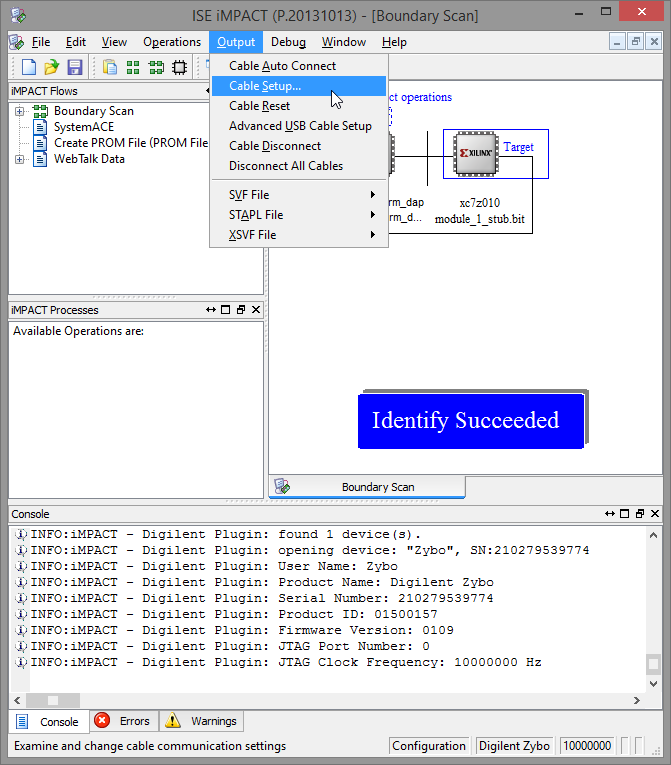 ISE iMPACT (P.20131013) - [Boundary Scan]
File Edit View Operations Output Debug Window Help
iMPACT Flows
Boundary Scan
SystemACE
Create PROM File (PROM File
WebTalk Data
Cable Auto Connect
Cable Setup...
Cable Reset
Advanced USB Cable Setup
Cable Disconnect
Disconnect All Cables
SVF File
STAPL File
XSVF File
ct operations
XILINX
Target
rm_dap
xc7z010
rm_d...
module_1_stub.bit
iMPACT Processes
Available Operations are:
Identify Succeeded
Boundary Scan
Console
INFO:iMPACT - Digilent Plugin: found 1 device(s).
INFO:iMPACT - Digilent Plugin: opening device: "Zybo", SN:210279539774
INFO:iMPACT - Digilent Plugin: User Name: Zybo
INFO:iMPACT - Digilent Plugin: Product Name: Digilent Zybo
INFO:iMPACT - Digilent Plugin: Serial Number: 210279539774
INFO:iMPACT - Digilent Plugin: Product ID: 01500157
INFO:iMPACT - Digilent Plugin: Firmware Version: 0109
INFO:iMPACT - Digilent Plugin: JTAG Port Number: 0
INFO:iMPACT - Digilent Plugin: JTAG Clock Frequency: 10000000 Hz
Console Errors Warnings
Examine and change cable communication settings Configuration Digilent Zybo 10000000